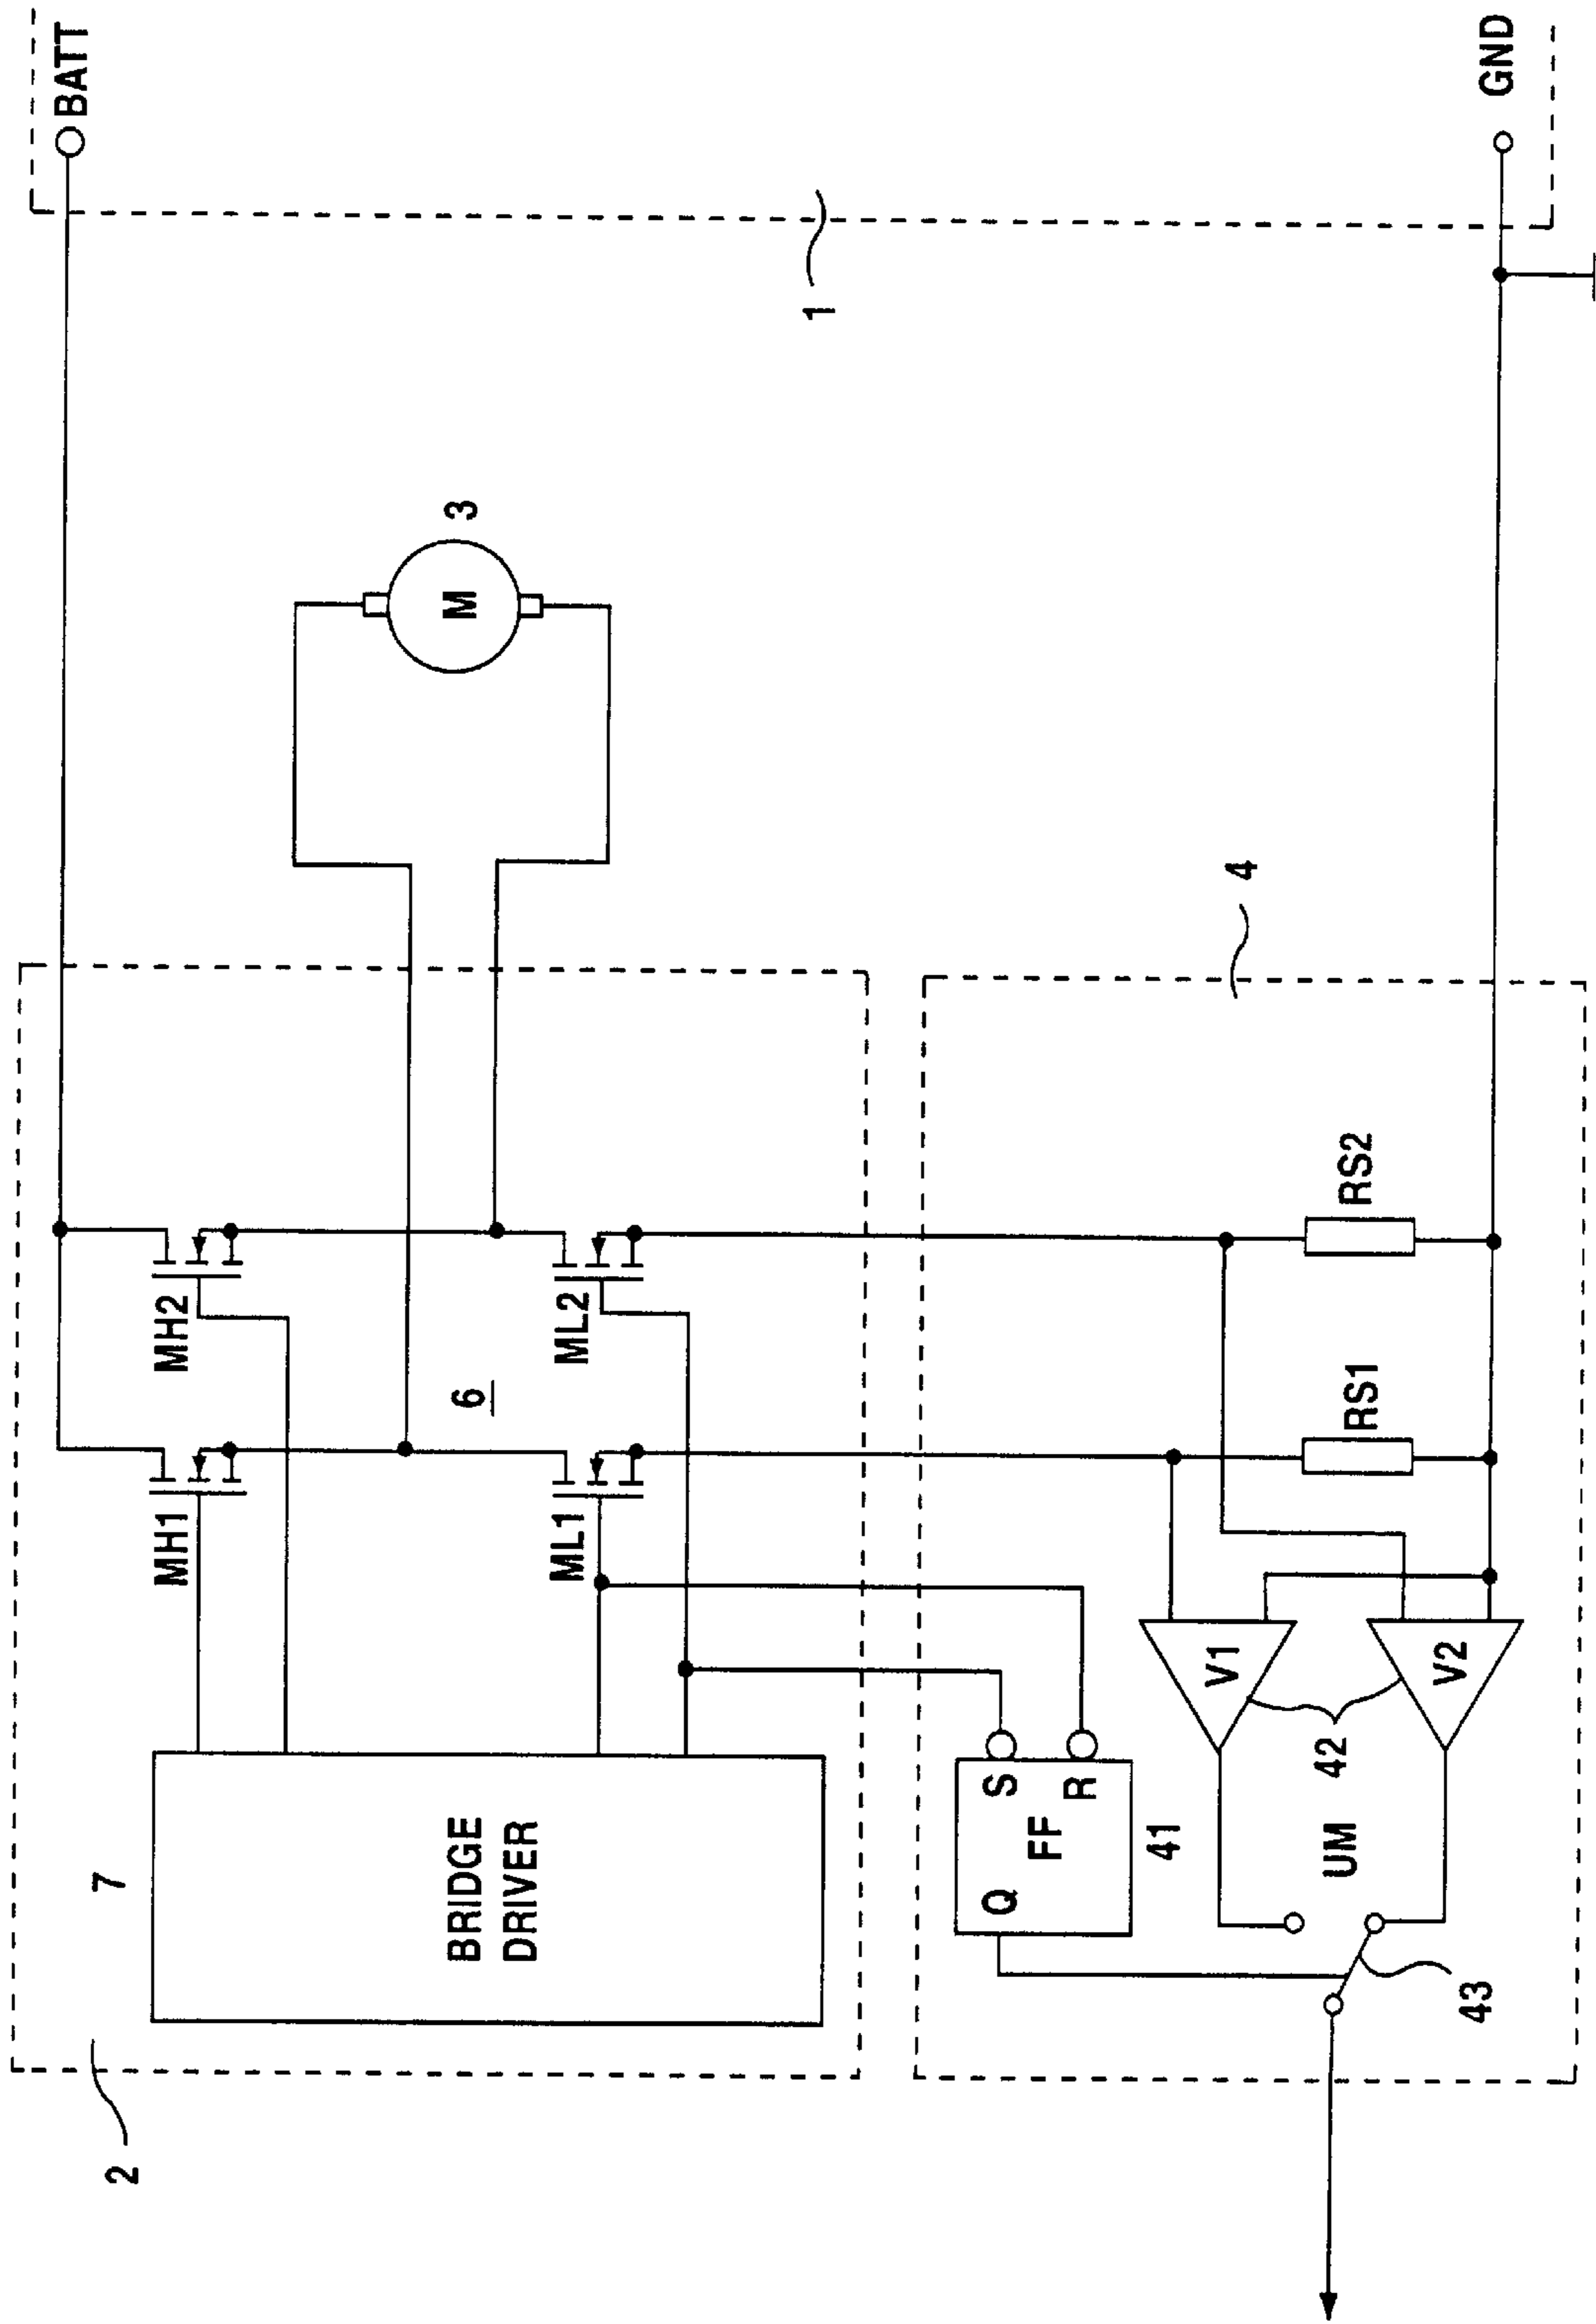 BATT
GND
1
3
M
2
7
BRIDGE
DRIVER
MH1
MH2
6
ML1
ML2
4
RS1
RS2
S
R
Q
FF
41
V1
V2
42
UM
43